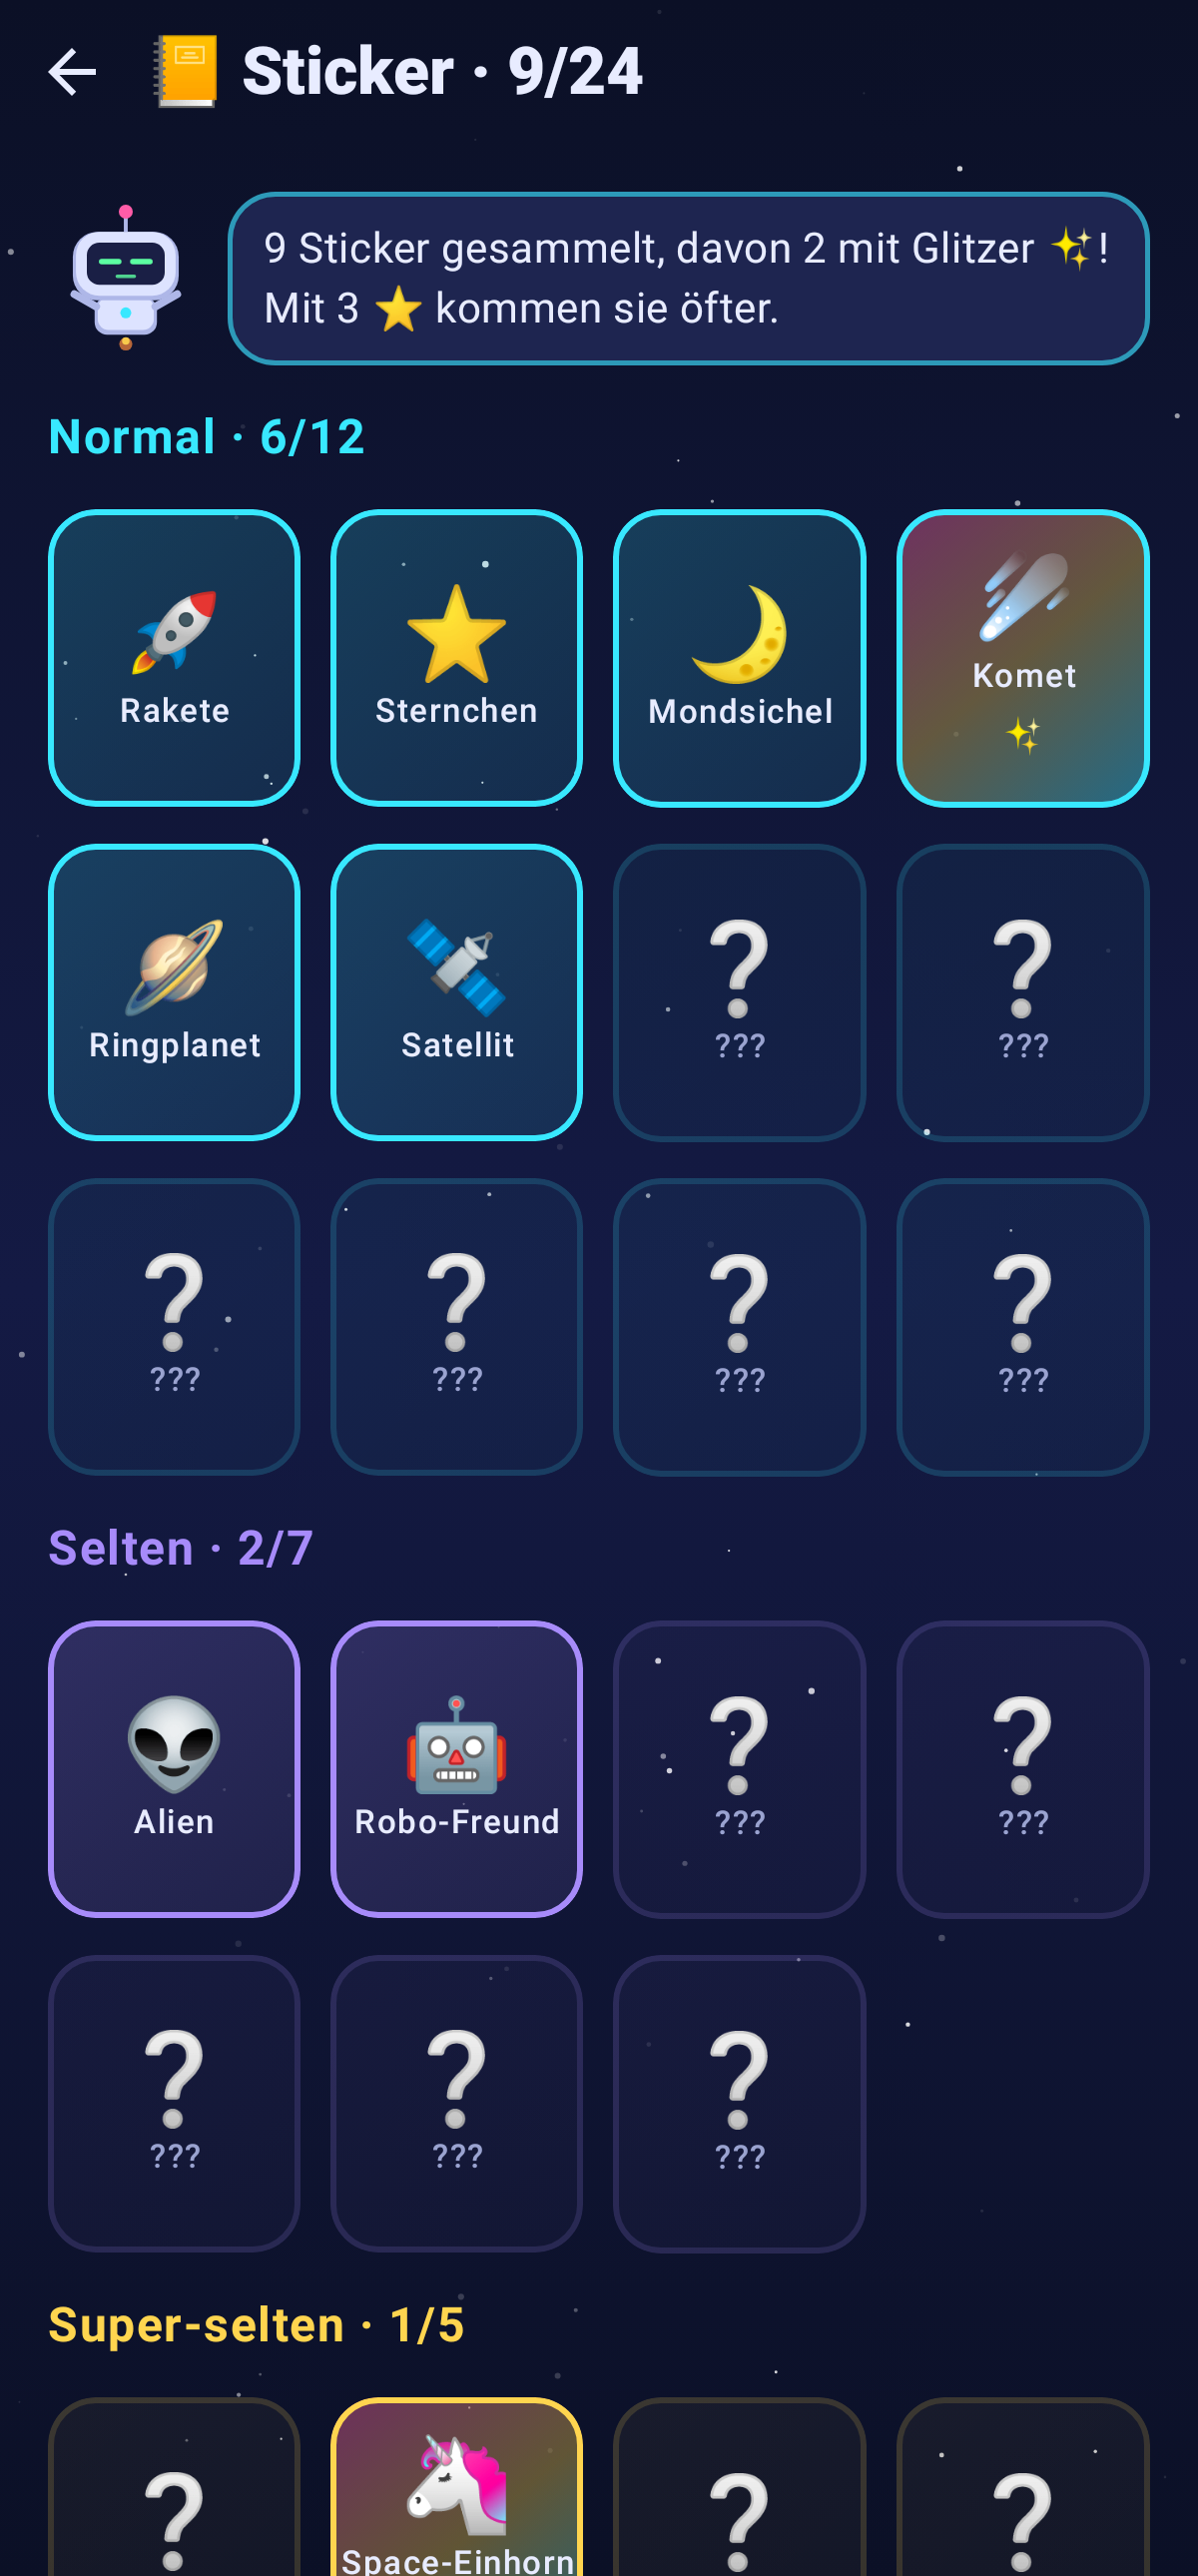 Sticker · 9/24
9 Sticker gesammelt, davon 2 mit Glitzer ✨!
Mit 3 ⭐ kommen sie öfter.
Normal · 6/12
Rakete
Sternchen
Mondsichel
Komet
✨
Ringplanet
Satellit
❔
???
❔
???
❔
???
❔
???
❔
???
❔
???
Selten · 2/7
Alien
Robo-Freund
❔
???
❔
???
❔
???
❔
???
❔
???
Super-selten · 1/5
❔
Space-Einhorn
❔
❔